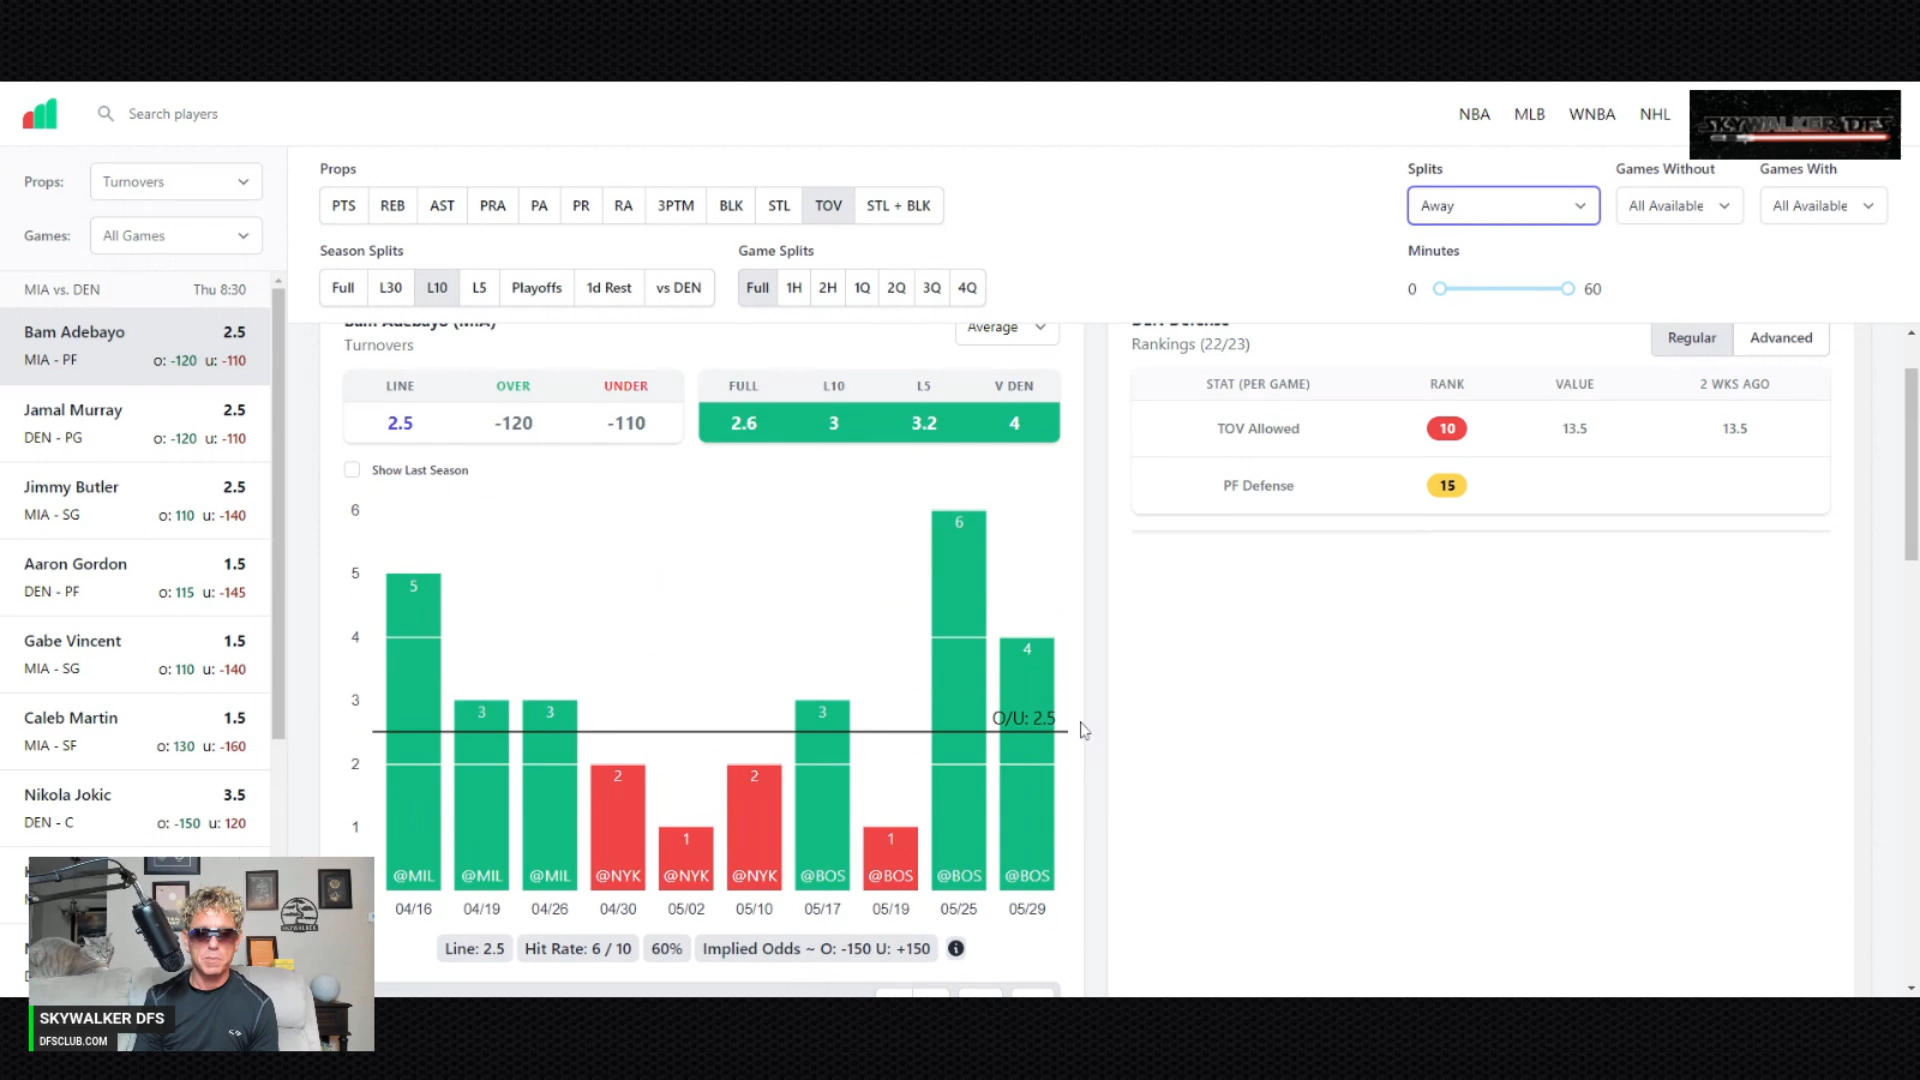 Search players
NBA MLB WNBA NHL
SKYWALKER DFS
Props: Turnovers
Games: All Games
MIA vs. DEN Thu 8:30
Bam Adebayo 2.5
MIA - PF o: -120 u: -110
Jamal Murray 2.5
DEN - PG o: -120 u: -110
Jimmy Butler 2.5
MIA - SG o: 110 u: -140
Aaron Gordon 1.5
DEN - PF o: 115 u: -145
Gabe Vincent 1.5
MIA - SG o: 110 u: -140
Caleb Martin 1.5
MIA - SF o: 130 u: -160
Nikola Jokic 3.5
DEN - C o: -150 u: 120
Props
PTS REB AST PRA PA PR RA 3PTM BLK STL TOV STL + BLK
Season Splits
Full L30 L10 L5 Playoffs 1d Rest vs DEN
Game Splits
Full 1H 2H 1Q 2Q 3Q 4Q
Splits
Away
Games Without
All Available
Games With
All Available
Minutes
0 60
Bam Adebayo (MIA)
Turnovers
Average
LINE OVER UNDER
2.5 -120 -110
FULL L10 L5 V DEN
2.6 3 3.2 4
Show Last Season
6
5
4
3
2
1
5 3 3 2 1 2 3 1 6 4
O/U: 2.5
@MIL @MIL @MIL @NYK @NYK @NYK @BOS @BOS @BOS @BOS
04/16 04/19 04/26 04/30 05/02 05/10 05/17 05/19 05/25 05/29
Line: 2.5 Hit Rate: 6 / 10 60% Implied Odds ~ O: -150 U: +150
DEN Defense
Rankings (22/23)
Regular Advanced
STAT (PER GAME) RANK VALUE 2 WKS AGO
TOV Allowed 10 13.5 13.5
PF Defense 15
SKYWALKER
SKYWALKER DFS
DFSCLUB.COM